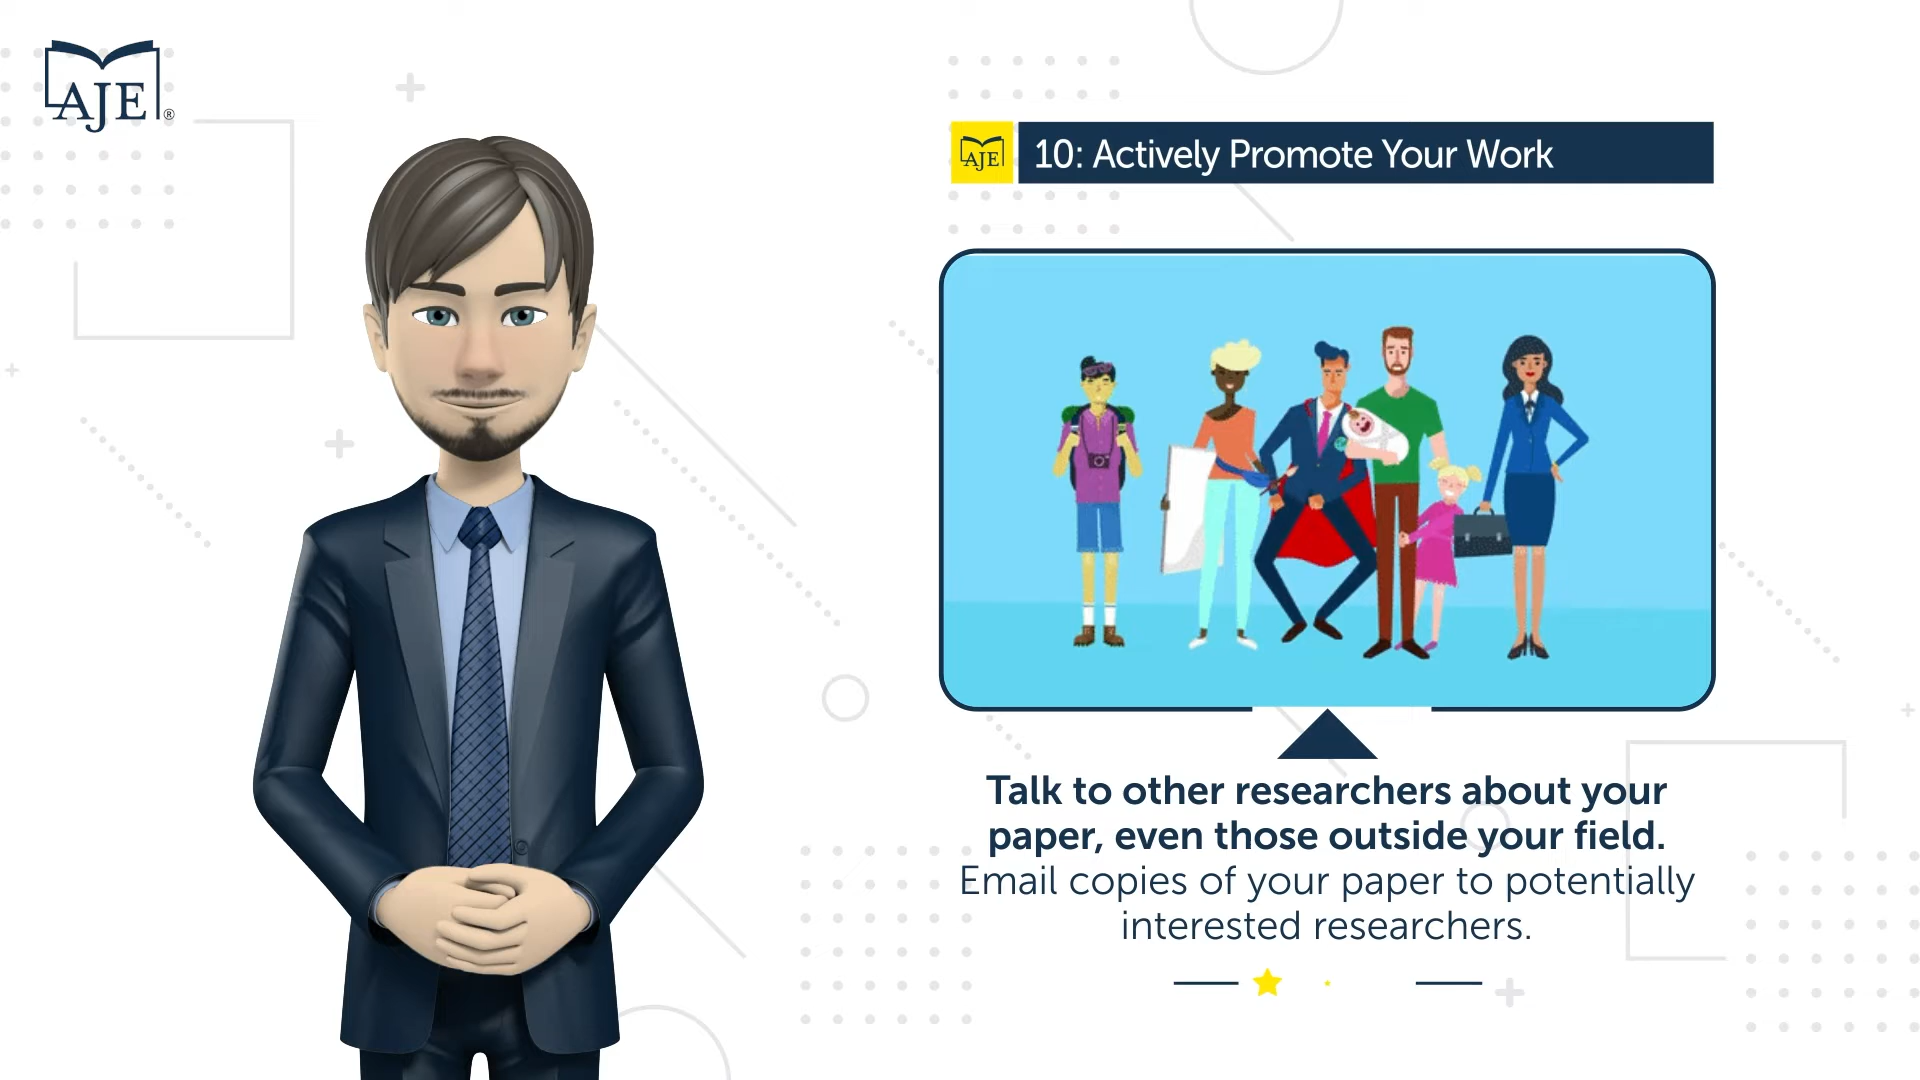 AJE®
AJE
10: Actively Promote Your Work
Talk to other researchers about your
paper, even those outside your field.
Email copies of your paper to potentially
interested researchers.